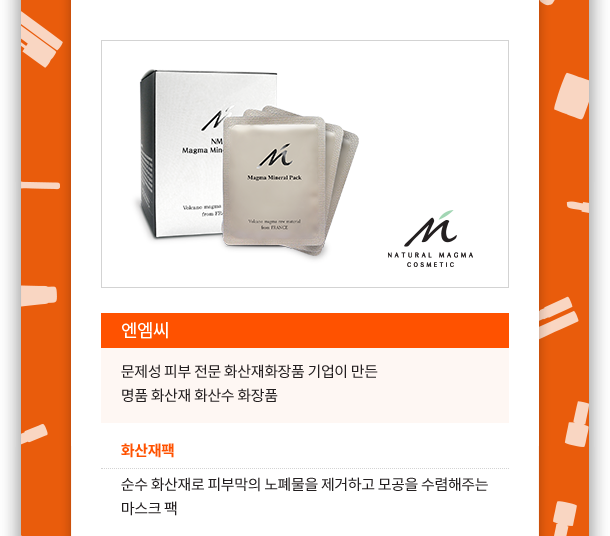 NM
Magma Min
Volcano magma
from FRA
Magma Mineral Pack
Volcano magma raw material
from FRANCE
NATURAL MAGMA
COSMETIC
엔엠씨
문제성 피부 전문 화산재화장품 기업이 만든
명품 화산재 화산수 화장품
화산재팩
순수 화산재로 피부막의 노폐물을 제거하고 모공을 수렴해주는
마스크 팩